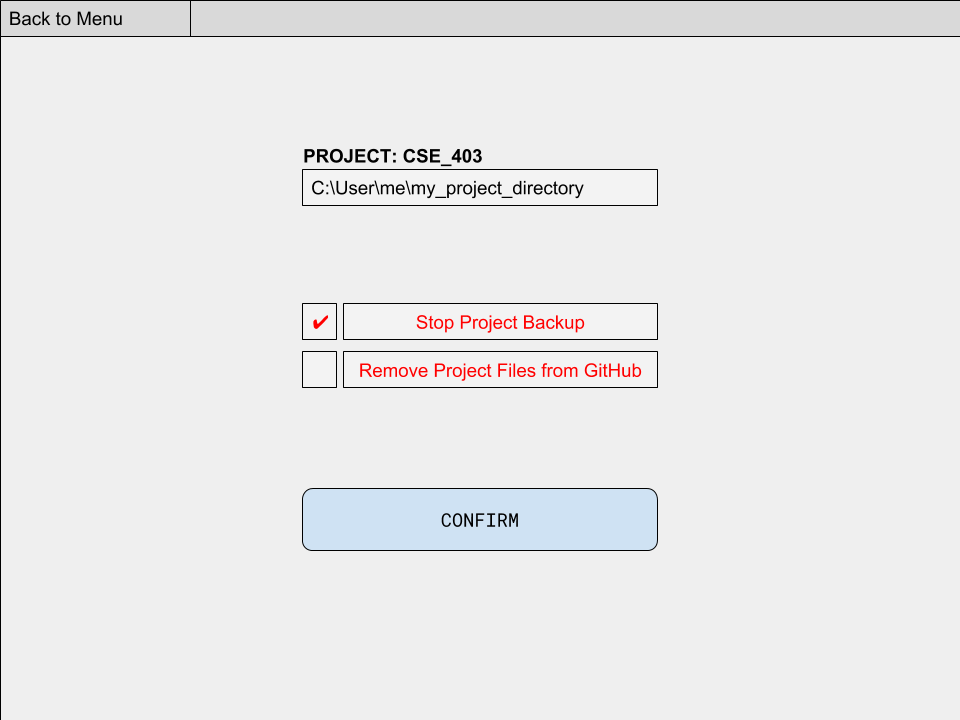 Back to Menu
PROJECT: CSE_403
C:\User\me\my_project_directory
✔ Stop Project Backup
Remove Project Files from GitHub
CONFIRM